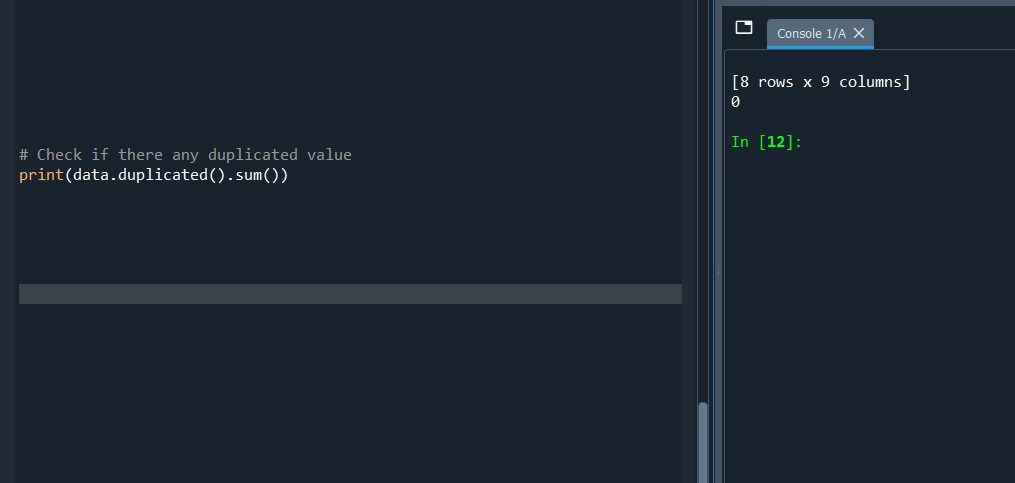 # Check if there any duplicated value
print(data.duplicated().sum())
Console 1/A
[8 rows x 9 columns]
0
In [12]: